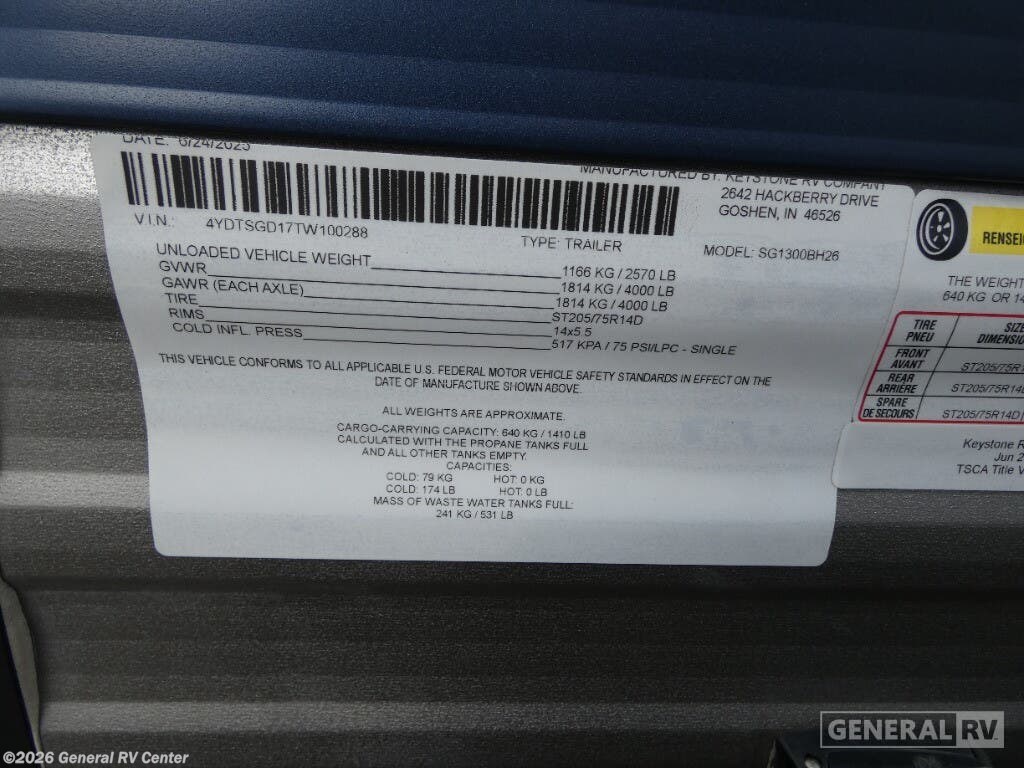 DATE: 6/24/2025
MANUFACTURED BY: KEYSTONE RV COMPANY
2642 HACKBERRY DRIVE
GOSHEN, IN 46526
V.I.N.: 4YDTSGD17TW100288
TYPE: TRAILER
MODEL: SG1300BH26
UNLOADED VEHICLE WEIGHT 1166 KG / 2570 LB
GVWR 1814 KG / 4000 LB
GAWR (EACH AXLE) 1814 KG / 4000 LB
TIRE ST205/75R14D
RIMS 14x5.5
COLD INFL. PRESS 517 KPA / 75 PSI/LPC - SINGLE
THIS VEHICLE CONFORMS TO ALL APPLICABLE U.S. FEDERAL MOTOR VEHICLE SAFETY STANDARDS IN EFFECT ON THE
DATE OF MANUFACTURE SHOWN ABOVE.
ALL WEIGHTS ARE APPROXIMATE.
CARGO-CARRYING CAPACITY: 640 KG / 1410 LB
CALCULATED WITH THE PROPANE TANKS FULL
AND ALL OTHER TANKS EMPTY.
CAPACITIES:
COLD: 79 KG HOT: 0 KG
COLD: 174 LB HOT: 0 LB
MASS OF WASTE WATER TANKS FULL:
241 KG / 531 LB
RENSEI
THE WEIGHT
640 KG OR 14
TIRE SIZE
PNEU DIMENSIO
FRONT
AVANT ST205/75R1
REAR
ARRIÈRE ST205/75R14
SPARE
DE SECOURS ST205/75R14D
Keystone R
Jun 2
TSCA Title V
GENERAL RV
©2026 General RV Center